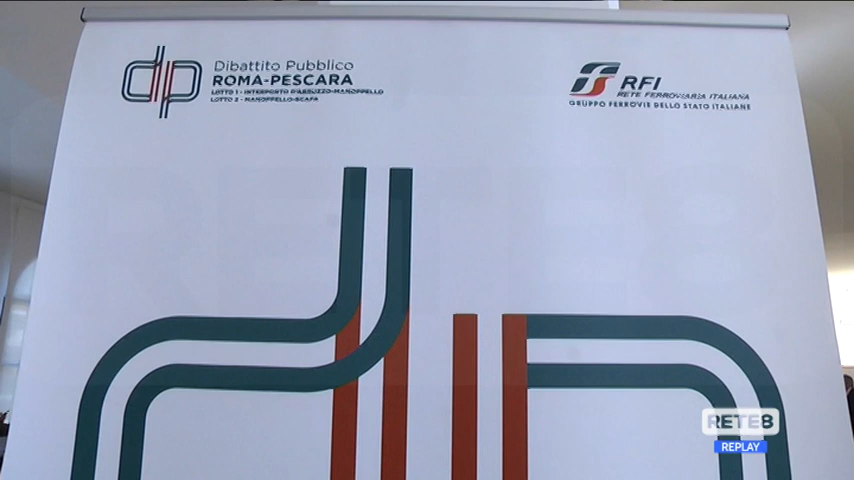 dp
Dibattito Pubblico
ROMA-PESCARA
LOTTO 1 - INTERPORTO D'ABRUZZO-MANOPPELLO
LOTTO 2 - MANOPPELLO-SCAFA
RFI
RETE FERROVIARIA ITALIANA
GRUPPO FERROVIE DELLO STATO ITALIANE
RETE8
REPLAY